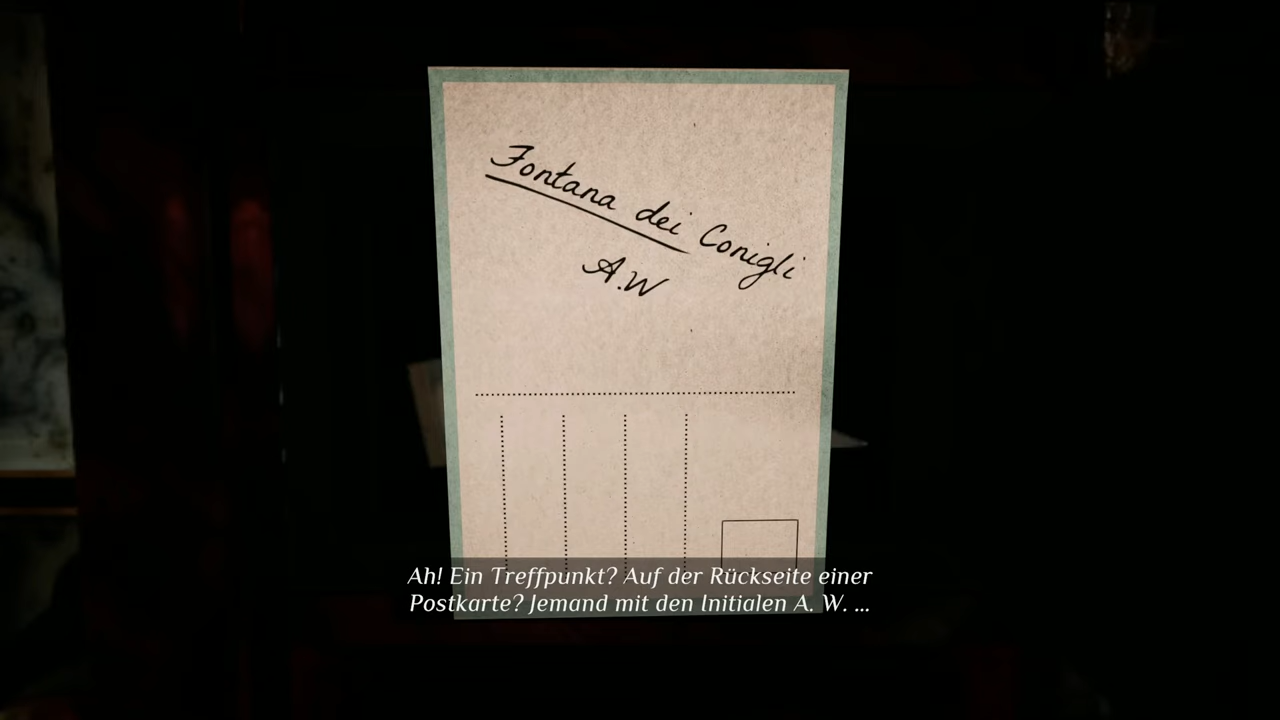 Fontana dei Conigli
A.W
Ah! Ein Treffpunkt? Auf der Rückseite einer
Postkarte? Jemand mit den Initialen A. W. ...